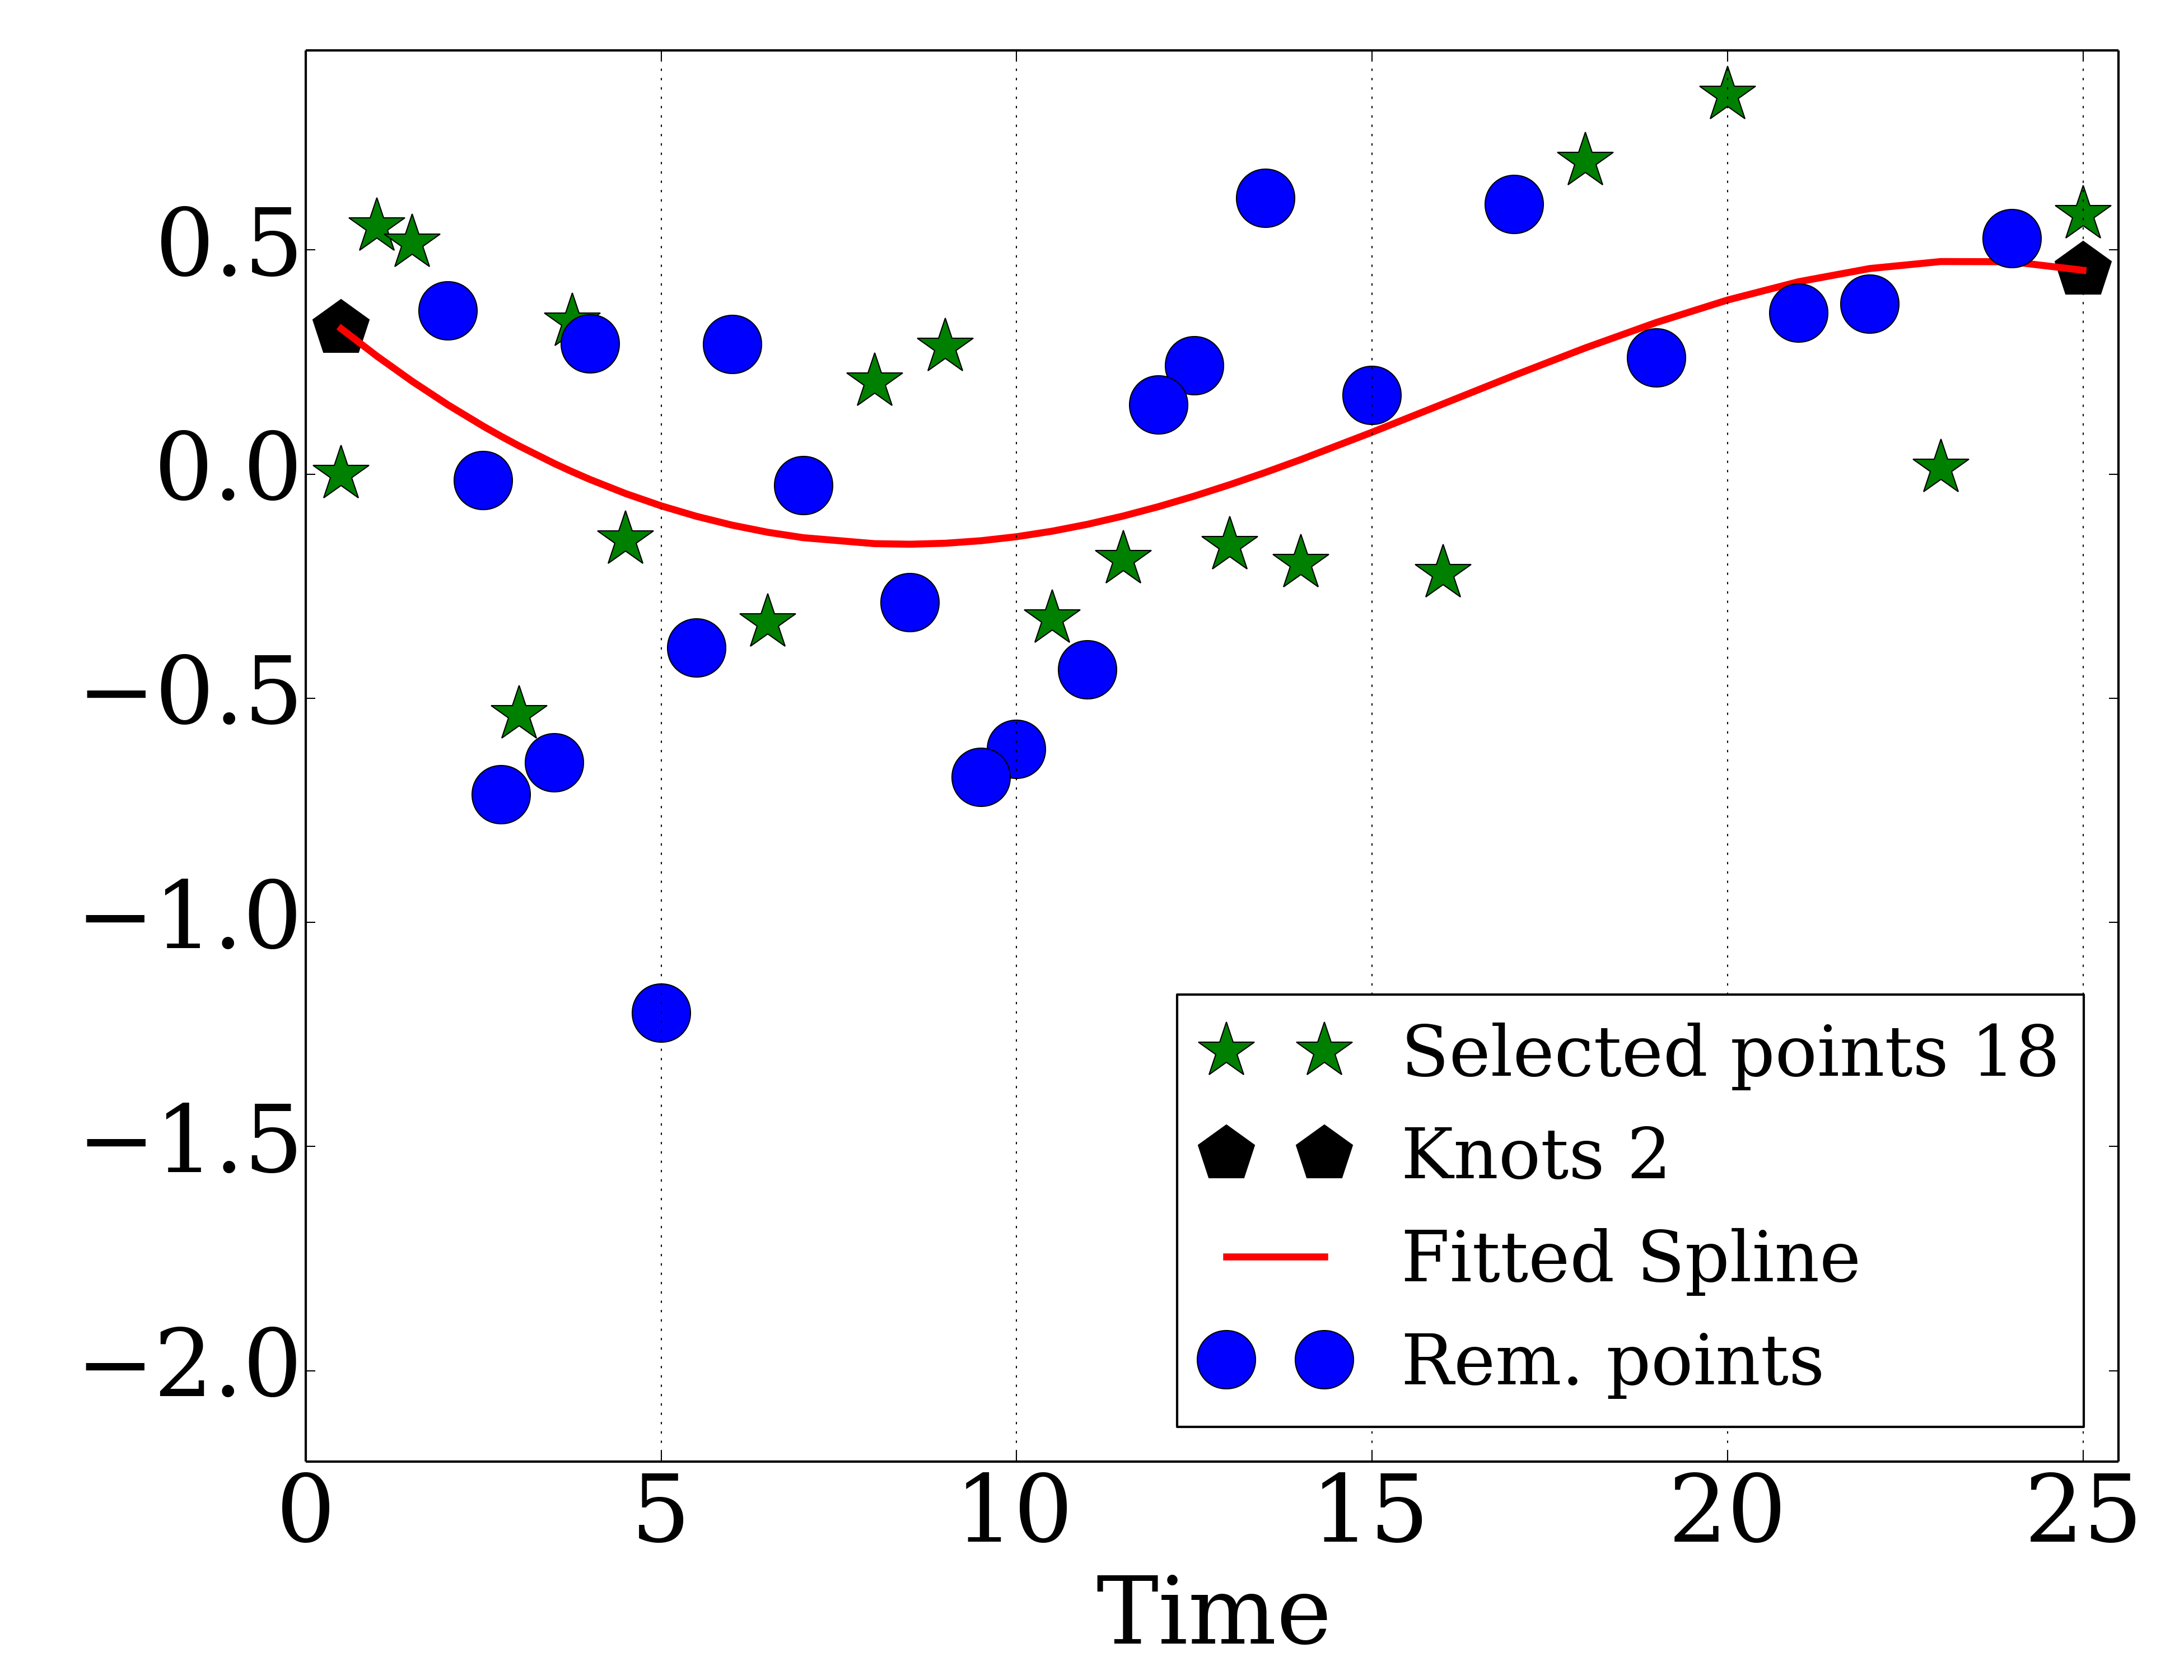 0.5
0.0
−0.5
−1.0
−1.5
−2.0
Selected points 18
Knots 2
Fitted Spline
Rem. points
0 5 10 15 20 25
Time